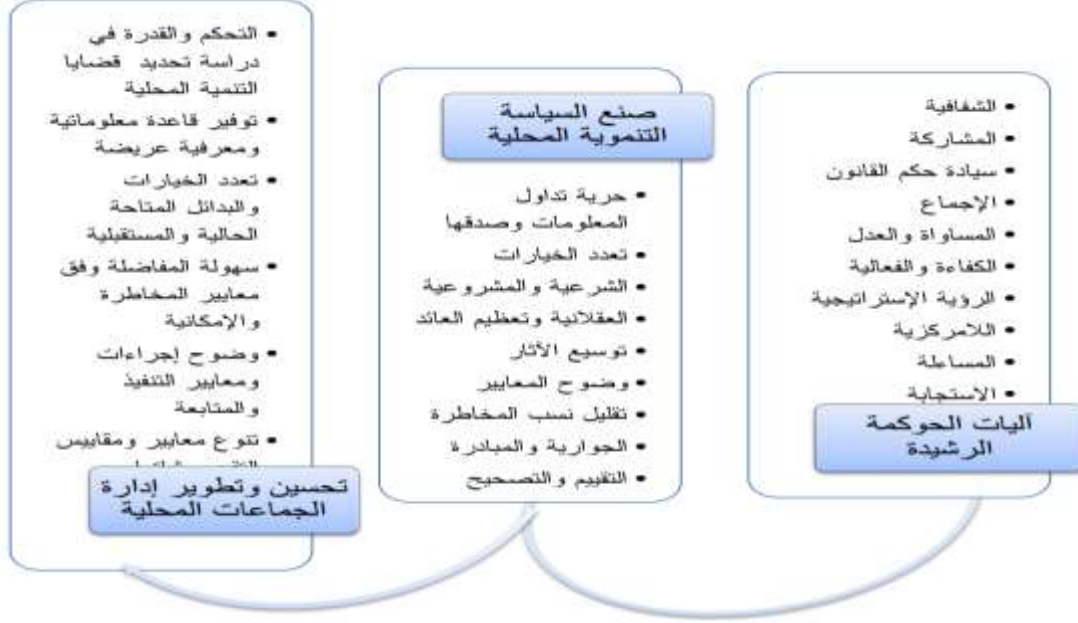 • الشفافية
• المشاركة
• سيادة حكم القانون
• الإجماع
• المساواة والعدل
• الكفاءة والفعالية
• الرؤية الإستراتيجية
• اللامركزية
• المساءلة
• الاستجابة
آليات الحوكمة
الرشيدة
صنع السياسة
التنموية المحلية
• حرية تداول
المعلومات وصدقها
• تعدد الخيارات
• الشرعية والمشروعية
• العقلانية وتعظيم العائد
• توسيع الآثار
• وضوح المعايير
• تقليل نسب المخاطرة
• الجوارية والمبادرة
• التقييم والتصحيح
• التحكم والقدرة في
دراسة تحديد قضايا
التنمية المحلية
• توفير قاعدة معلوماتية
ومعرفية عريضة
• تعدد الخيارات
والبدائل المتاحة
الحالية والمستقبلية
• سهولة المفاضلة وفق
معايير المخاطرة
والإمكانية
• وضوح إجراءات
ومعايير التنفيذ
والمتابعة
• تنوع معايير ومقاييس
تحسين وتطوير إدارة
الجماعات المحلية